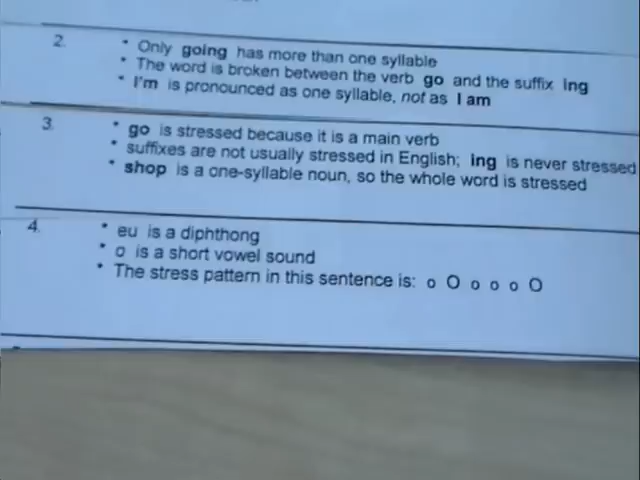 2. * Only going has more than one syllable
* The word is broken between the verb go and the suffix ing
* I'm is pronounced as one syllable, not as I am
3. * go is stressed because it is a main verb
* suffixes are not usually stressed in English; ing is never stressed
* shop is a one-syllable noun, so the whole word is stressed
4. * eu is a diphthong
* o is a short vowel sound
* The stress pattern in this sentence is: o O o o o O